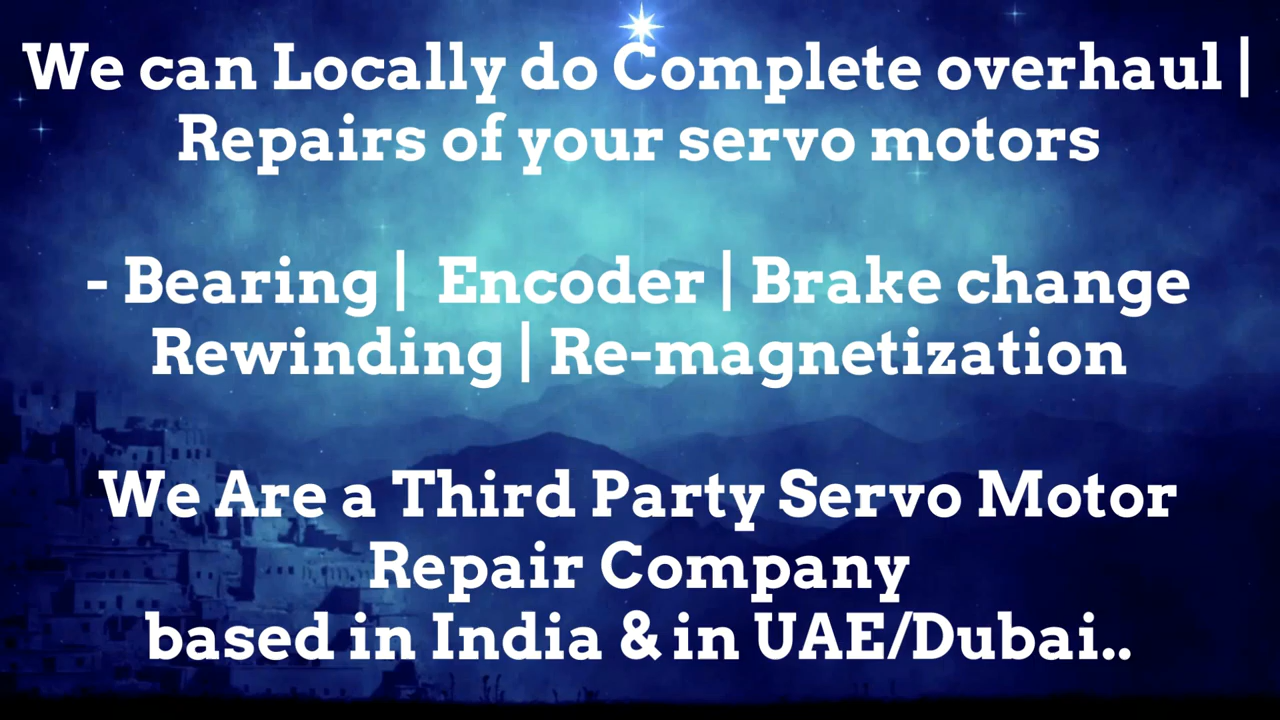 We can Locally do Complete overhaul |
Repairs of your servo motors
- Bearing | Encoder | Brake change
Rewinding | Re-magnetization
We Are a Third Party Servo Motor
Repair Company
based in India & in UAE/Dubai..